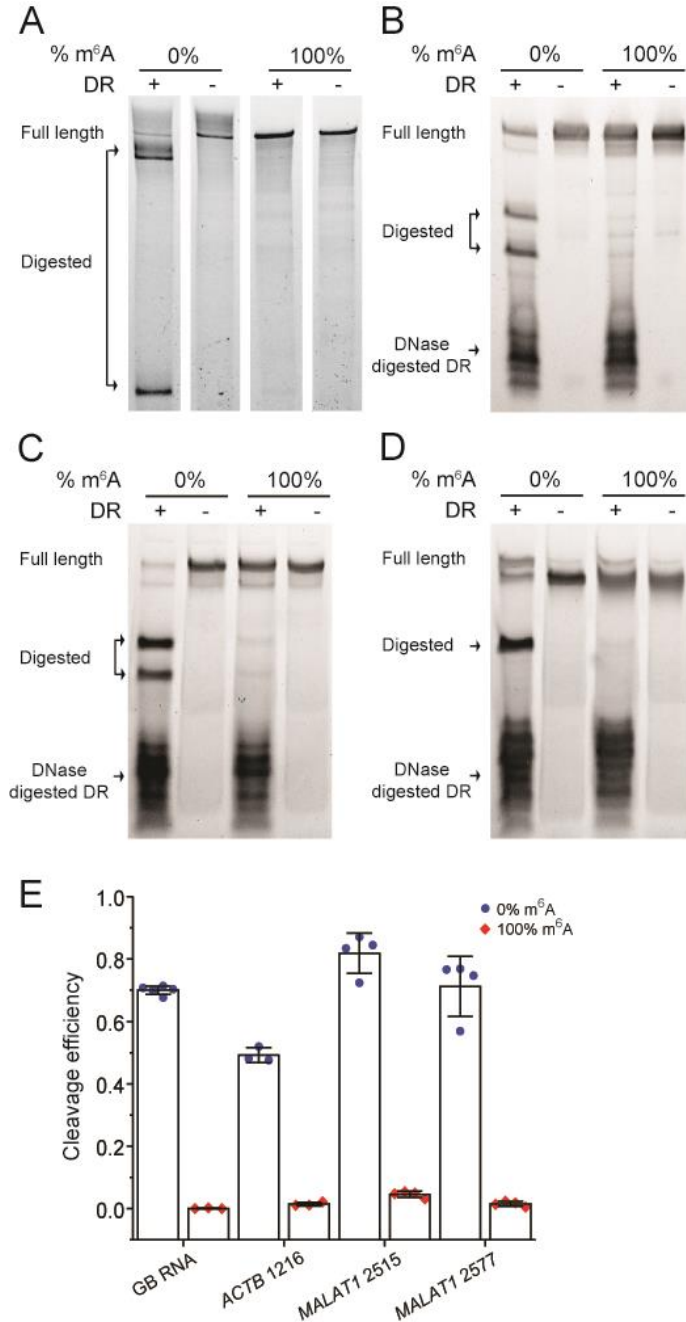 A
% m⁶A 0% 100%
DR + - + -
Full length
Digested
B
% m⁶A 0% 100%
DR + - + -
Full length
Digested
DNase
digested DR
C
% m⁶A 0% 100%
DR + - + -
Full length
Digested
DNase
digested DR
D
% m⁶A 0% 100%
DR + - + -
Full length
Digested
DNase
digested DR
E
0% m⁶A
100% m⁶A
Cleavage efficiency
1.0
0.8
0.6
0.4
0.2
0.0
GB RNA
ACTB 1216
MALAT1 2515
MALAT1 2577